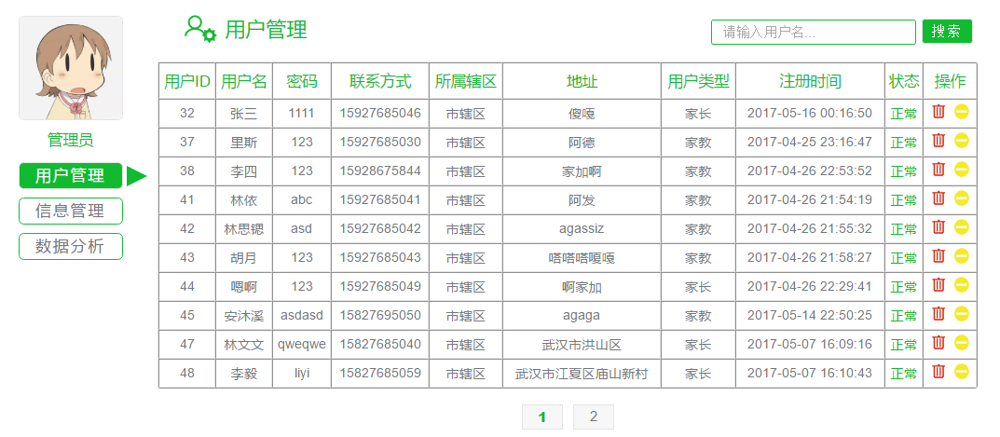 用户管理
请输入用户名...
搜索
管理员
用户管理
信息管理
数据分析
用户ID 用户名 密码 联系方式 所属辖区 地址 用户类型 注册时间 状态 操作
32 张三 1111 15927685046 市辖区 傻嘎 家长 2017-05-16 00:16:50 正常
37 里斯 123 15927685030 市辖区 阿德 家教 2017-04-25 23:16:47 正常
38 李四 123 15928675844 市辖区 家加啊 家教 2017-04-26 22:53:52 正常
41 林依 abc 15927685041 市辖区 阿发 家教 2017-04-26 21:54:19 正常
42 林思锶 asd 15927685042 市辖区 agassiz 家教 2017-04-26 21:55:32 正常
43 胡月 123 15927685043 市辖区 嗒嗒嗒嗄嘎 家教 2017-04-26 21:58:27 正常
44 嗯啊 123 15927685049 市辖区 啊家加 家长 2017-04-26 22:29:41 正常
45 安沐溪 asdasd 15827695050 市辖区 agaga 家教 2017-05-14 22:50:25 正常
47 林文文 qweqwe 15827685040 市辖区 武汉市洪山区 家长 2017-05-07 16:09:16 正常
48 李毅 liyi 15827685059 市辖区 武汉市江夏区庙山新村 家长 2017-05-07 16:10:43 正常
1 2